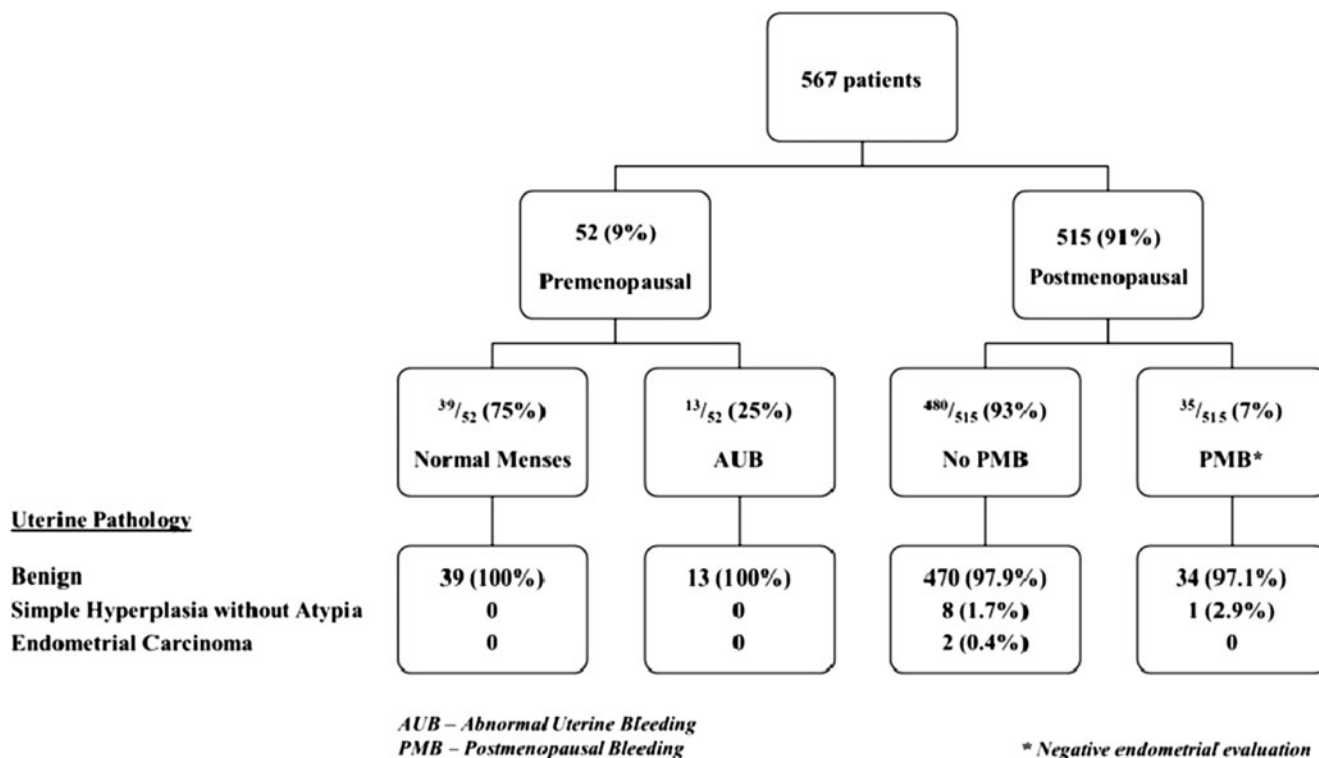 567 patients
52 (9%)
Premenopausal
515 (91%)
Postmenopausal
39/52 (75%)
Normal Menses
13/52 (25%)
AUB
480/515 (93%)
No PMB
35/515 (7%)
PMB*
Uterine Pathology
Benign 39 (100%) 13 (100%) 470 (97.9%) 34 (97.1%)
Simple Hyperplasia without Atypia 0 0 8 (1.7%) 1 (2.9%)
Endometrial Carcinoma 0 0 2 (0.4%) 0
AUB – Abnormal Uterine Bleeding
PMB – Postmenopausal Bleeding
* Negative endometrial evaluation